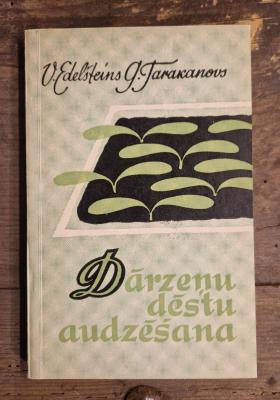 V. Edelšteins G. Tarakanovs
Dārzeņu
dēstu
audzēšana